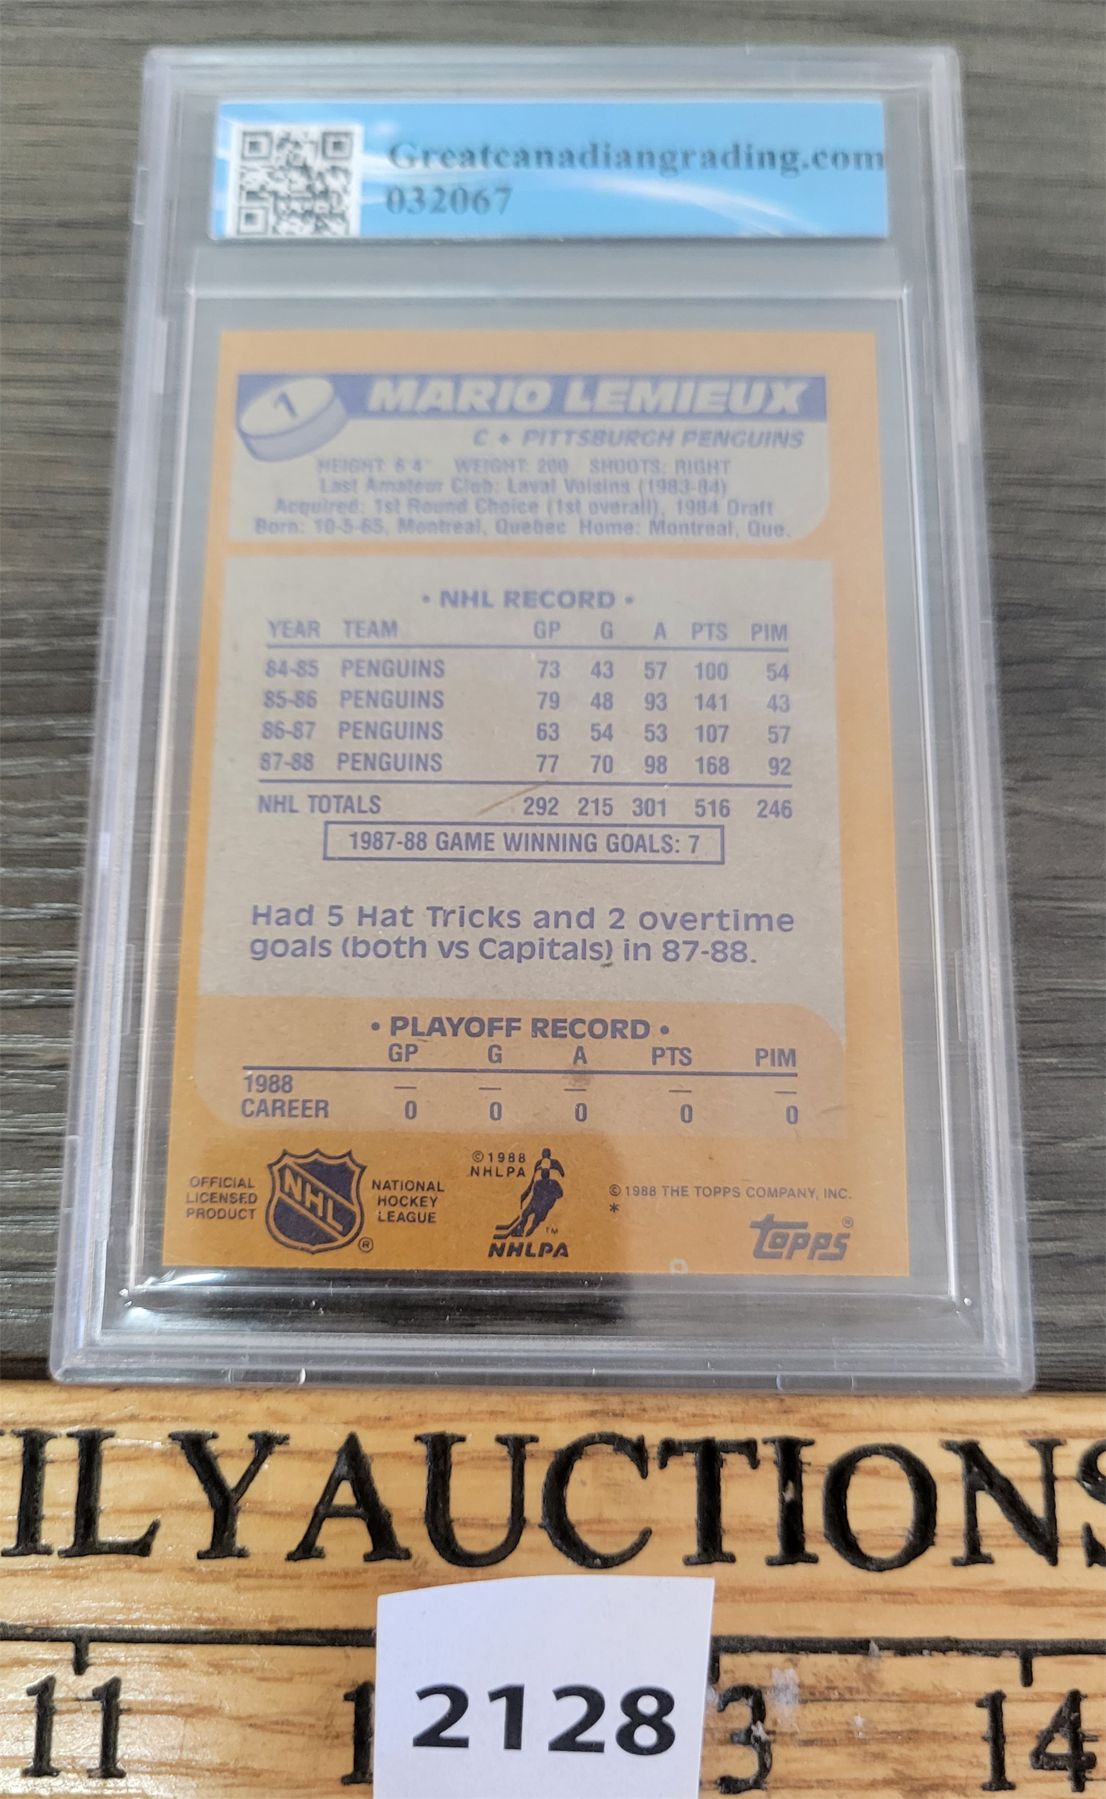 Greatcanadiangrading.com
032067
1
MARIO LEMIEUX
C ♦ PITTSBURGH PENGUINS
HEIGHT: 6'4" WEIGHT: 200 SHOOTS: RIGHT
Last Amateur Club: Laval Voisins (1983-84)
Acquired: 1st Round Choice (1st overall), 1984 Draft
Born: 10-5-65, Montreal, Quebec Home: Montreal, Que.
• NHL RECORD •
YEAR TEAM GP G A PTS PIM
84-85 PENGUINS 73 43 57 100 54
85-86 PENGUINS 79 48 93 141 43
86-87 PENGUINS 63 54 53 107 57
87-88 PENGUINS 77 70 98 168 92
NHL TOTALS 292 215 301 516 246
1987-88 GAME WINNING GOALS: 7
Had 5 Hat Tricks and 2 overtime
goals (both vs Capitals) in 87-88.
• PLAYOFF RECORD •
GP G A PTS PIM
1988 — — — — —
CAREER 0 0 0 0 0
OFFICIAL
LICENSED
PRODUCT
NHL
®
NATIONAL
HOCKEY
LEAGUE
© 1988
NHLPA
TM
NHLPA
© 1988 THE TOPPS COMPANY, INC.
*
topps®
ILYAUCTIONS
11 1 3 14
2128